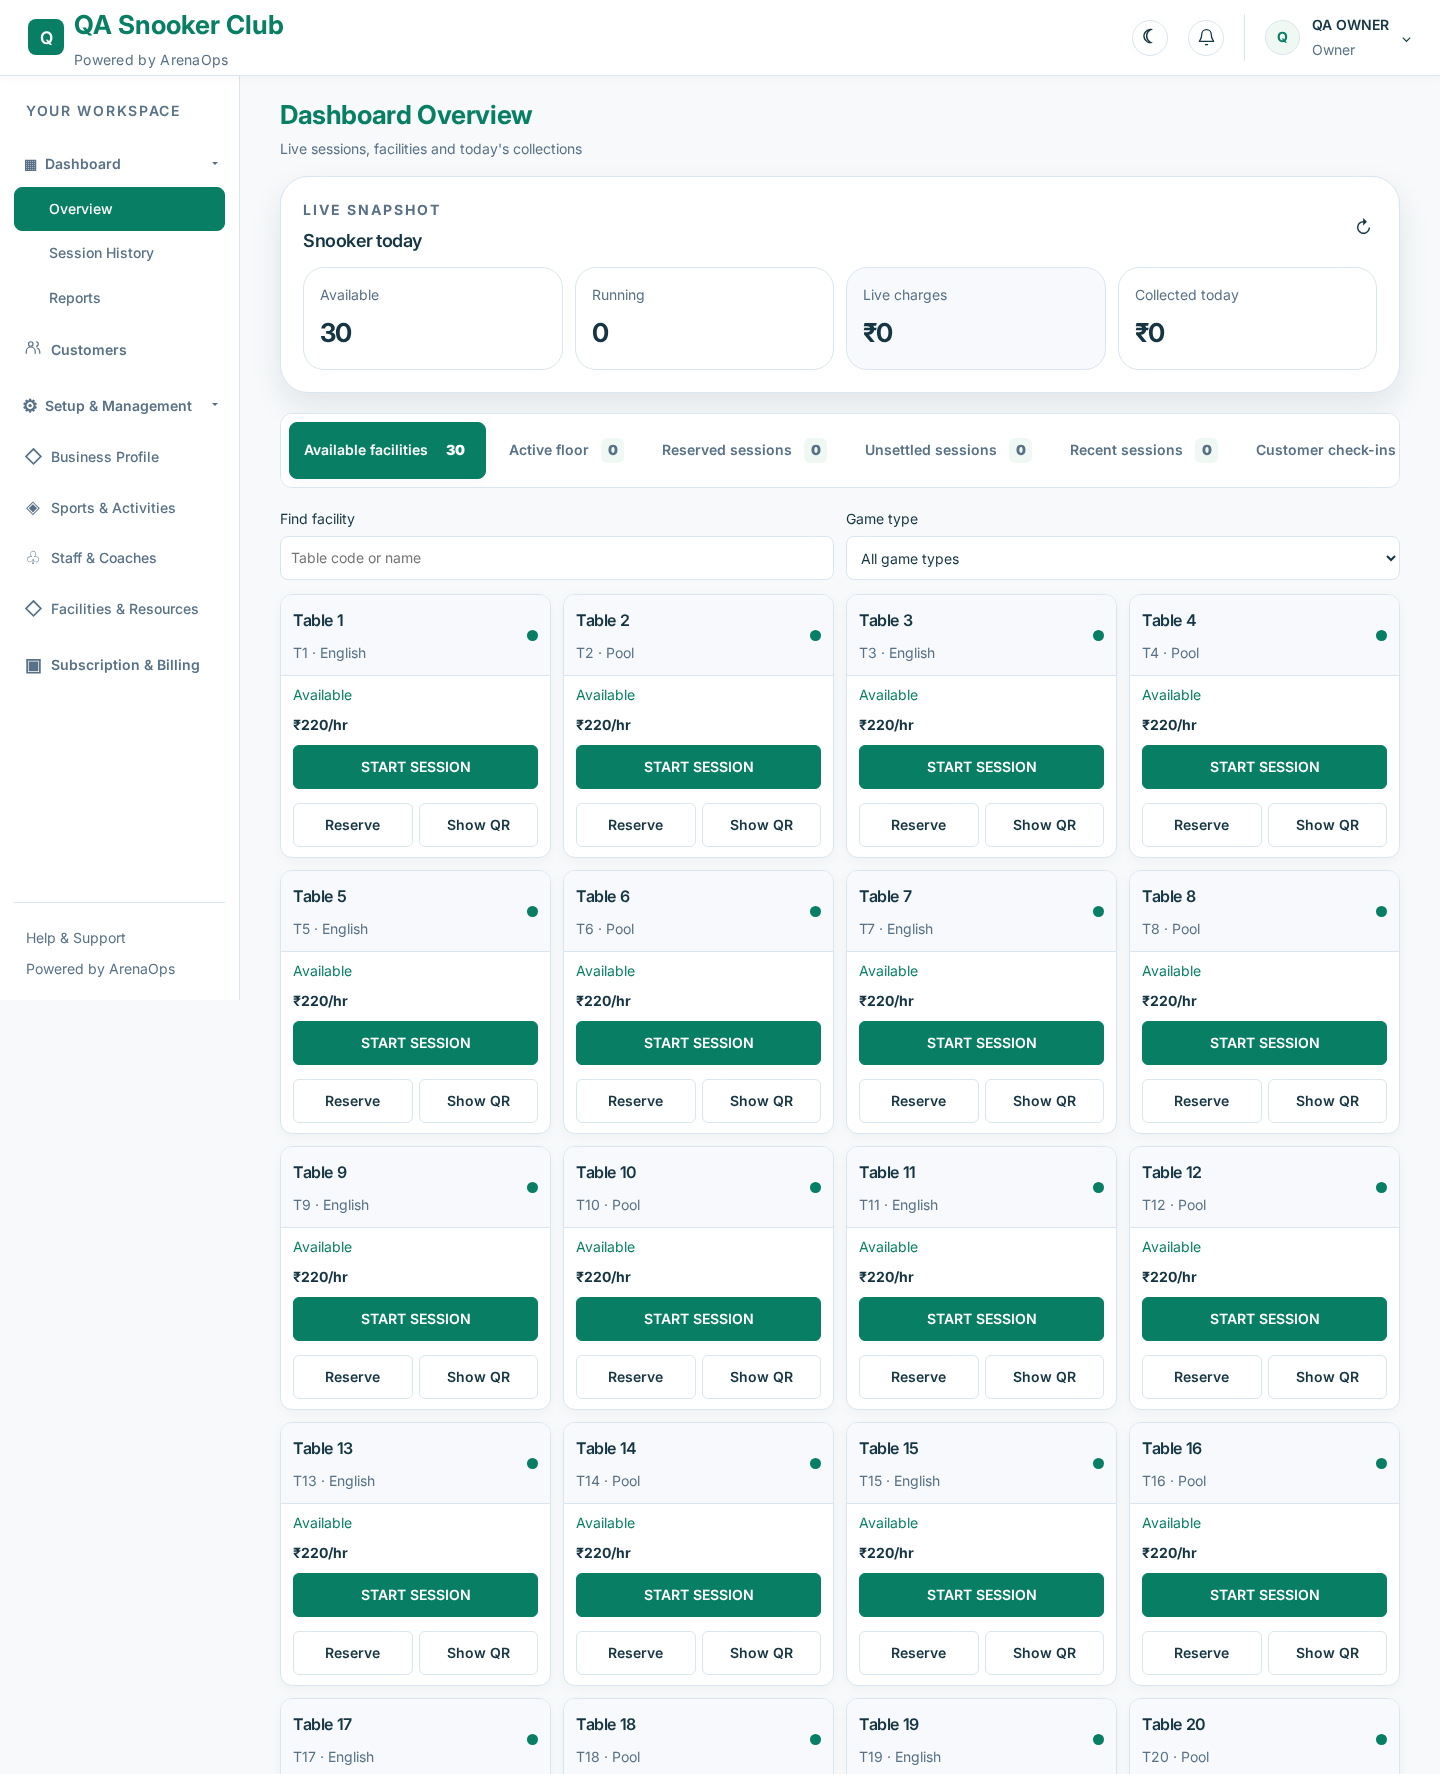 Q
QA Snooker Club
Powered by ArenaOps
Q
QA OWNER
Owner
YOUR WORKSPACE
Dashboard
Overview
Session History
Reports
Customers
Setup & Management
Business Profile
Sports & Activities
Staff & Coaches
Facilities & Resources
Subscription & Billing
Help & Support
Powered by ArenaOps
Dashboard Overview
Live sessions, facilities and today's collections
LIVE SNAPSHOT
Snooker today
Available Running Live charges Collected today
30 0 ₹0 ₹0
Available facilities 30 Active floor 0 Reserved sessions 0 Unsettled sessions 0 Recent sessions 0 Customer check-ins
Find facility Game type
Table code or name All game types
Table 1 Table 2 Table 3 Table 4
T1 · English T2 · Pool T3 · English T4 · Pool
Available Available Available Available
₹220/hr ₹220/hr ₹220/hr ₹220/hr
START SESSION START SESSION START SESSION START SESSION
Reserve Show QR Reserve Show QR Reserve Show QR Reserve Show QR
Table 5 Table 6 Table 7 Table 8
T5 · English T6 · Pool T7 · English T8 · Pool
Available Available Available Available
₹220/hr ₹220/hr ₹220/hr ₹220/hr
START SESSION START SESSION START SESSION START SESSION
Reserve Show QR Reserve Show QR Reserve Show QR Reserve Show QR
Table 9 Table 10 Table 11 Table 12
T9 · English T10 · Pool T11 · English T12 · Pool
Available Available Available Available
₹220/hr ₹220/hr ₹220/hr ₹220/hr
START SESSION START SESSION START SESSION START SESSION
Reserve Show QR Reserve Show QR Reserve Show QR Reserve Show QR
Table 13 Table 14 Table 15 Table 16
T13 · English T14 · Pool T15 · English T16 · Pool
Available Available Available Available
₹220/hr ₹220/hr ₹220/hr ₹220/hr
START SESSION START SESSION START SESSION START SESSION
Reserve Show QR Reserve Show QR Reserve Show QR Reserve Show QR
Table 17 Table 18 Table 19 Table 20
T17 · English T18 · Pool T19 · English T20 · Pool